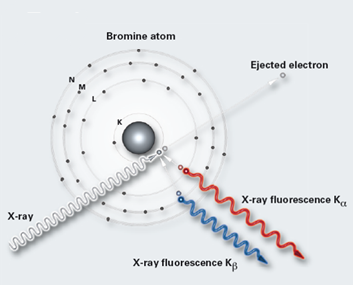 Bromine atom
Ejected electron
N
M
L
K
X-ray
X-ray fluorescence Kα
X-ray fluorescence Kβ